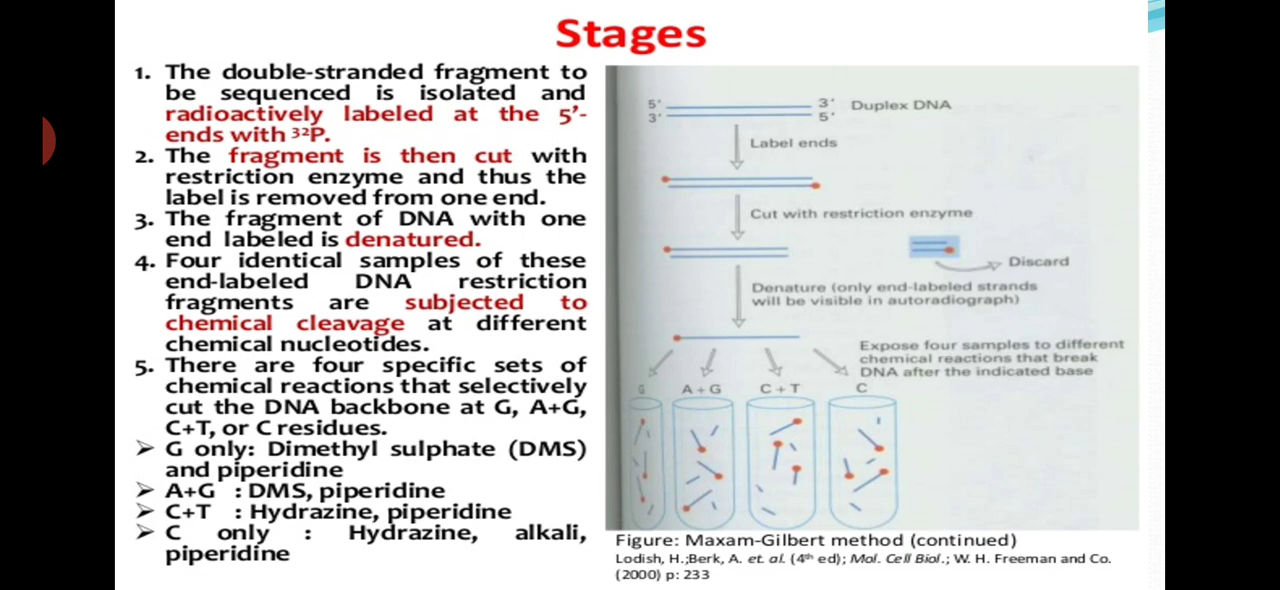 Stages
1. The double-stranded fragment to
be sequenced is isolated and
radioactively labeled at the 5’-
ends with ³²P.
2. The fragment is then cut with
restriction enzyme and thus the
label is removed from one end.
3. The fragment of DNA with one
end labeled is denatured.
4. Four identical samples of these
end-labeled DNA restriction
fragments are subjected to
chemical cleavage at different
chemical nucleotides.
5. There are four specific sets of
chemical reactions that selectively
cut the DNA backbone at G, A+G,
C+T, or C residues.
➢ G only: Dimethyl sulphate (DMS)
and piperidine
➢ A+G : DMS, piperidine
➢ C+T : Hydrazine, piperidine
➢ C only : Hydrazine, alkali,
piperidine
5' 3' Duplex DNA
3' 5'
Label ends
Cut with restriction enzyme
Discard
Denature (only end-labeled strands
will be visible in autoradiograph)
Expose four samples to different
chemical reactions that break
DNA after the indicated base
G A+G C+T C
Figure: Maxam-Gilbert method (continued)
Lodish, H.;Berk, A. et. al. (4th ed); Mol. Cell Biol.; W. H. Freeman and Co.
(2000) p: 233